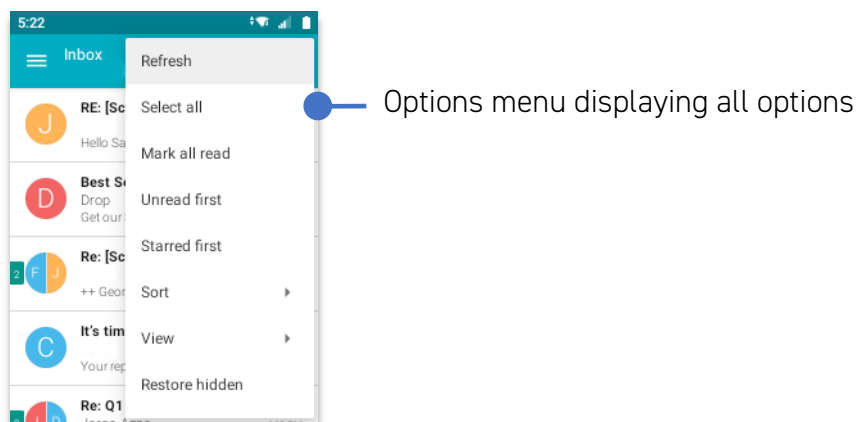 5:22
Inbox
Refresh
RE: [Sc
Select all
Options menu displaying all options
J
Hello Sa
Mark all read
Best Se
D
Drop
Unread first
Get our
Starred first
Re: [Sc
2
F J
++ Geor
Sort
It's tim
View
C
Your rep
Restore hidden
Re: Q1